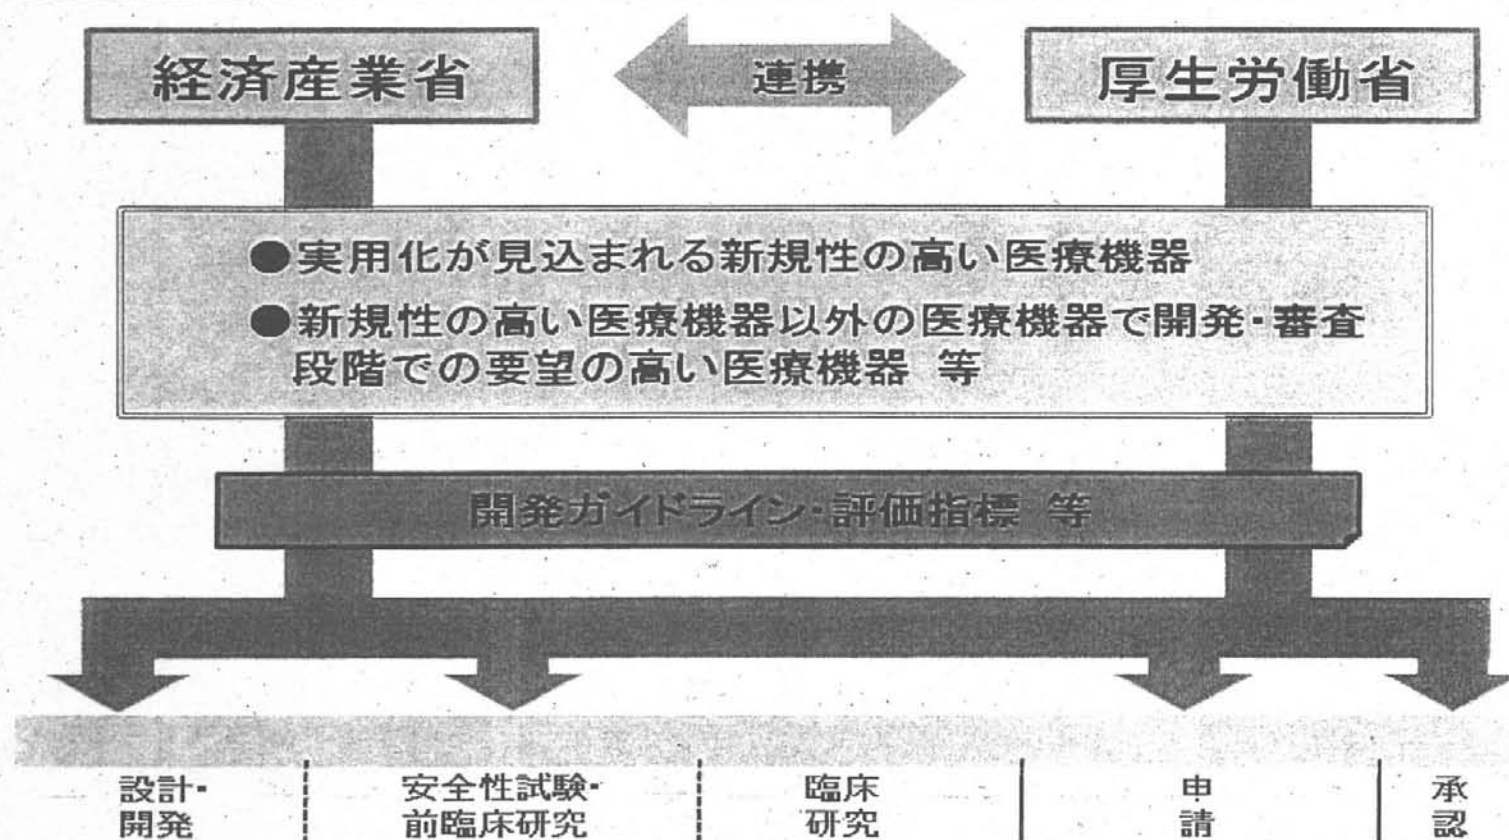 経済産業省
連携
厚生労働省
●実用化が見込まれる新規性の高い医療機器
●新規性の高い医療機器以外の医療機器で開発・審査
段階での要望の高い医療機器 等
開発ガイドライン・評価指標 等
設計・
開発
安全性試験・
前臨床研究
臨床
研究
申
請
承
認